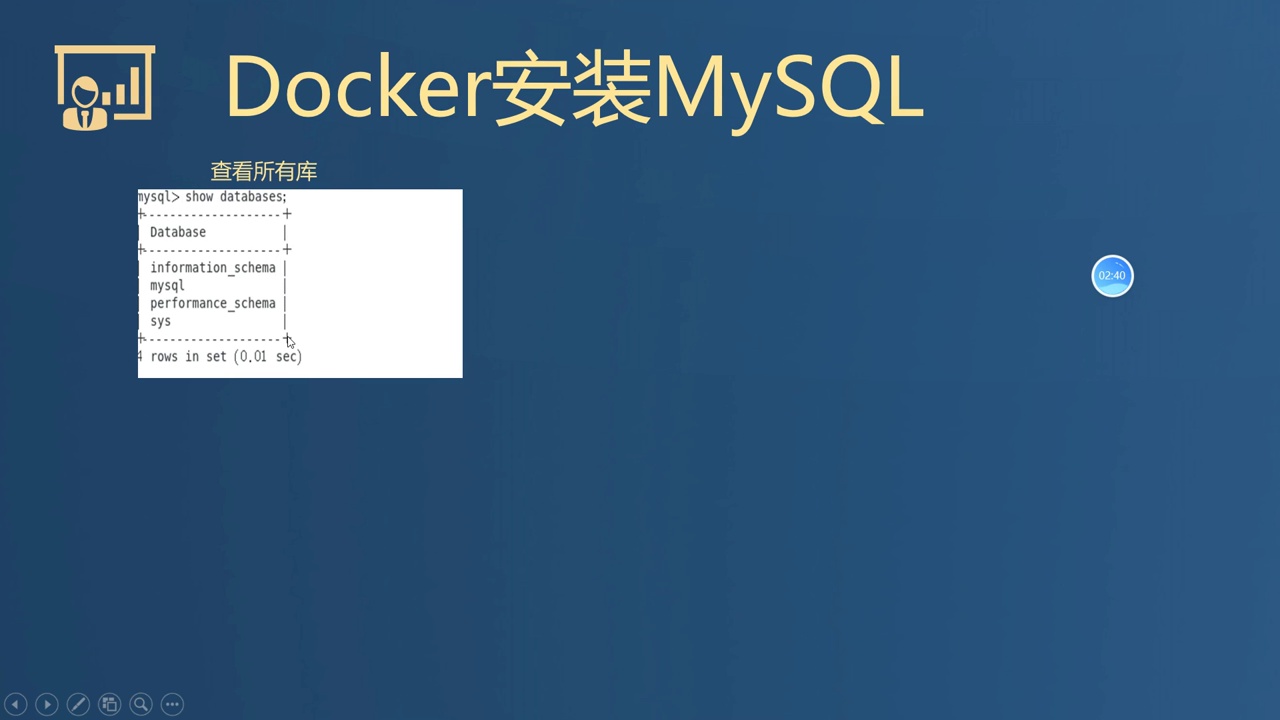 Docker安装MySQL
查看所有库
mysql> show databases;
+--------------------+
| Database |
+--------------------+
| information_schema |
| mysql |
| performance_schema |
| sys |
+--------------------+
4 rows in set (0.01 sec)
02:40